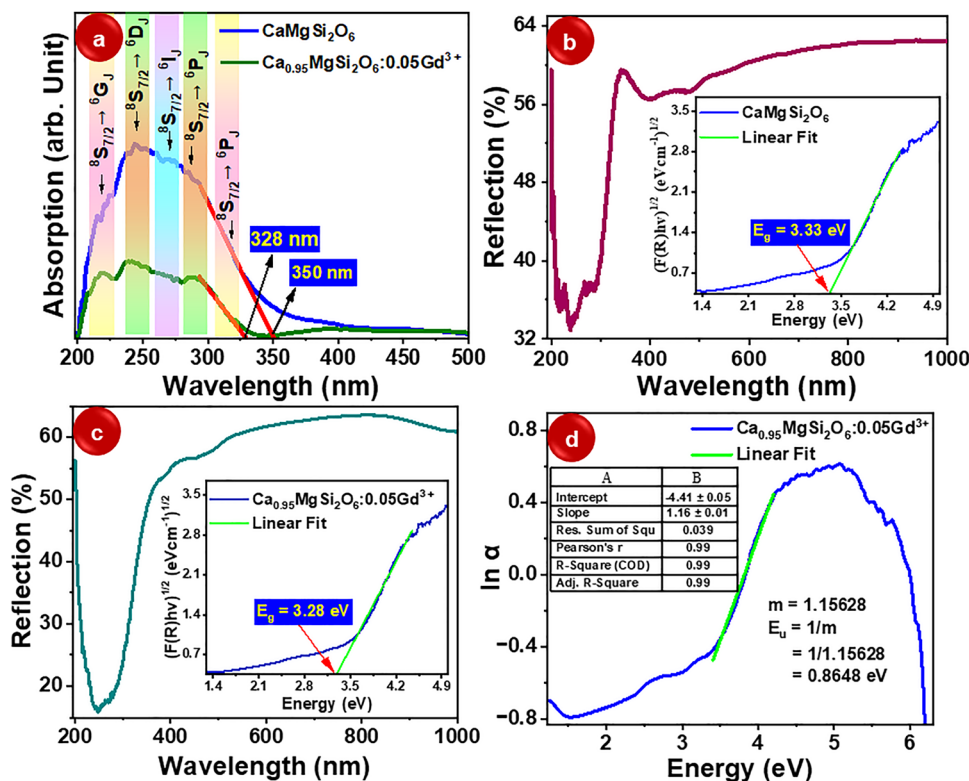 a
Absorption (arb. Unit)
⁸S₇/₂→⁶G_J
⁸S₇/₂→⁶D_J
⁸S₇/₂→⁶I_J
⁸S₇/₂→⁶P_J
⁸S₇/₂→⁶P_J
CaMgSi₂O₆
Ca₀.₉₅MgSi₂O₆:0.05Gd³⁺
328 nm
350 nm
200 250 300 350 400 450 500
Wavelength (nm)
b
Reflection (%)
64
56
48
40
32
200 400 600 800 1000
Wavelength (nm)
CaMgSi₂O₆
Linear Fit
(F(R)hv)¹/² (eVcm⁻¹)¹/²
3.5
2.8
2.1
1.4
0.7
E_g = 3.33 eV
1.4 2.1 2.8 3.5 4.2 4.9
Energy (eV)
c
Reflection (%)
60
50
40
30
20
200 400 600 800 1000
Wavelength (nm)
Ca₀.₉₅MgSi₂O₆:0.05Gd³⁺
Linear Fit
(F(R)hv)¹/² (eVcm⁻¹)¹/²
3.5
2.8
2.1
1.4
0.7
E_g = 3.28 eV
1.4 2.1 2.8 3.5 4.2 4.9
Energy (eV)
d
ln α
0.8
0.4
0.0
−0.4
−0.8
Ca₀.₉₅MgSi₂O₆:0.05Gd³⁺
Linear Fit
A B
Intercept -4.41 ± 0.05
Slope 1.16 ± 0.01
Res. Sum of Squ 0.039
Pearson's r 0.99
R-Square (COD) 0.99
Adj. R-Square 0.99
m = 1.15628
E_u = 1/m
= 1/1.15628
= 0.8648 eV
2 3 4 5 6
Energy (eV)